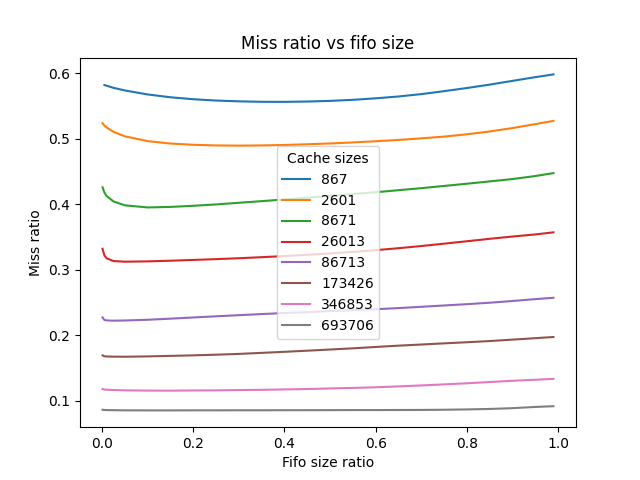 Miss ratio vs fifo size
Miss ratio
0.6
0.5
0.4
0.3
0.2
0.1
Cache sizes
867
2601
8671
26013
86713
173426
346853
693706
0.0 0.2 0.4 0.6 0.8 1.0
Fifo size ratio